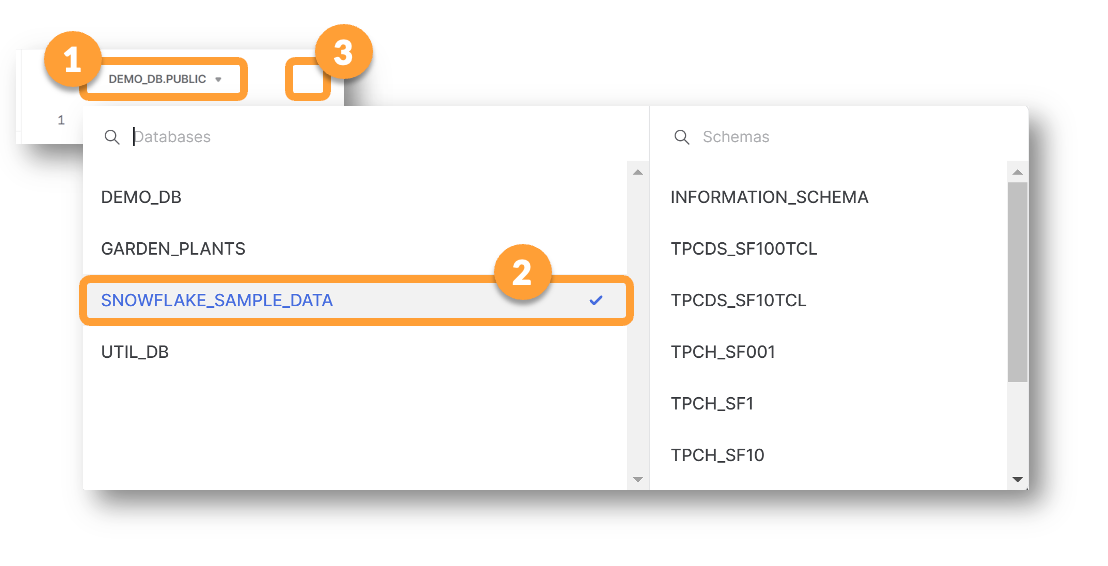 1
3
DEMO_DB.PUBLIC
1
Databases
DEMO_DB
GARDEN_PLANTS
2
SNOWFLAKE_SAMPLE_DATA
UTIL_DB
Schemas
INFORMATION_SCHEMA
TPCDS_SF100TCL
TPCDS_SF10TCL
TPCH_SF001
TPCH_SF1
TPCH_SF10